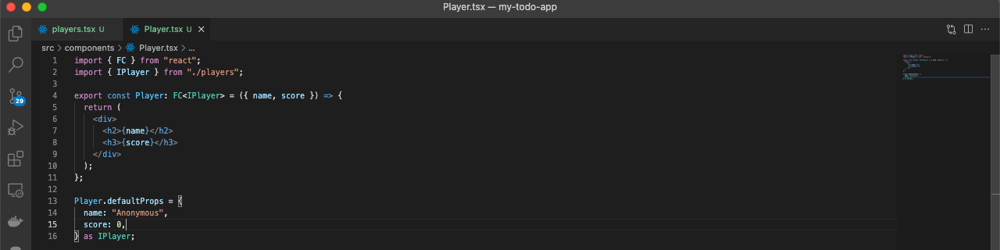 Player.tsx — my-todo-app
players.tsx U
Player.tsx U
src > components > Player.tsx > ...
1 import { FC } from "react";
2 import { IPlayer } from "./players";
3
4 export const Player: FC<IPlayer> = ({ name, score }) => {
5 return (
6 <div>
7 <h2>{name}</h2>
8 <h3>{score}</h3>
9 </div>
10 );
11 };
12
13 Player.defaultProps = {
14 name: "Anonymous",
15 score: 0,
16 } as IPlayer;
29